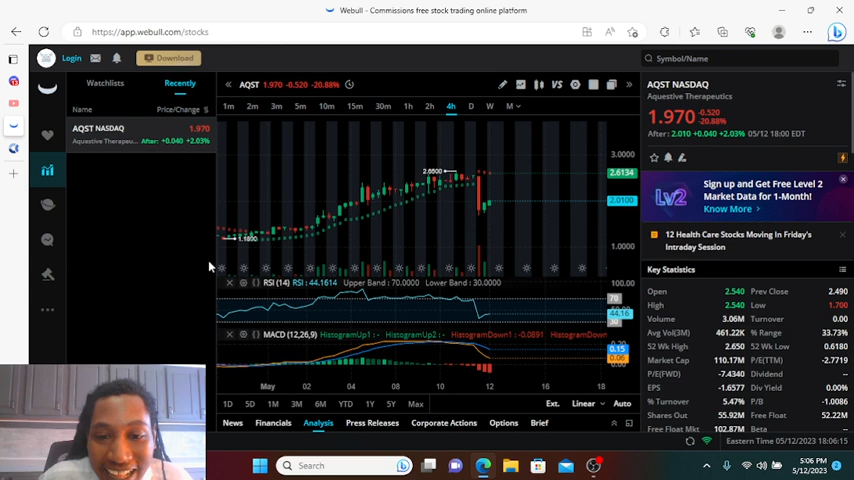 Webull - Commissions free stock trading online platform
https://app.webull.com/stocks
Login
Download
AQST 1.970 -0.520 -20.88%
Symbol/Name
Watchlists Recently
Name Price/Change
AQST NASDAQ 1.970
Aquestive Therapeu... After: +0.040 +2.03%
1m 2m 3m 5m 10m 15m 30m 1h 2h 4h D W M
AQST NASDAQ
Aquestive Therapeutics
1.970 -0.520
-20.88%
After: 2.010 +0.040 +2.03% 05/12 18:00 EDT
Lv2
Sign up and Get Free Level 2
Market Data for 1-Month!
Know More >
12 Health Care Stocks Moving In Friday's
Intraday Session
3.0000
2.6500
2.6134
2.0100
1.1800
1.0000
RSI (14) RSI : 44.1614 Upper Band : 70.0000 Lower Band : 30.0000
100.00
70
44.16
30
MACD (12,26,9) HistogramUp1 : - HistogramUp2 : - HistogramDown1 : -0.0891 HistogramDown
0.15
0.06
0.00
May 02 04 08 10 12 16 18
1D 5D 1M 3M 6M YTD 1Y 5Y Max Ext. Linear Auto
News Financials Analysis Press Releases Corporate Actions Options Brief
Key Statistics
Open 2.540 Prev Close 2.490
High 2.540 Low 1.700
Volume 3.06M Turnover 0.00
Avg Vol(3M) 461.22K % Range 33.73%
52 Wk High 2.650 52 Wk Low 0.6180
Market Cap 110.17M P/E(TTM) -2.7719
P/E(FWD) -7.4340 Dividend --
EPS -1.6577 Div Yield 0.00%
% Turnover 5.47% P/B -1.0086
Shares Out 55.92M Free Float 52.22M
Free Float Mkt 102.87M Beta --
Eastern Time 05/12/2023 18:06:15
Search
5:06 PM
5/12/2023